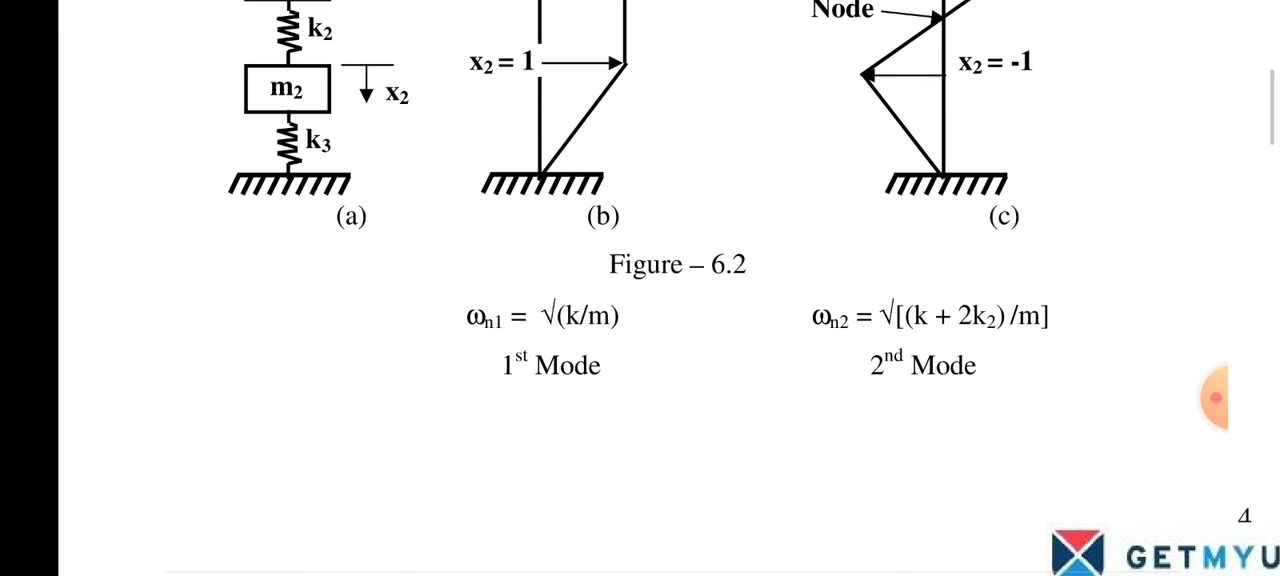 Node
k2
x2 = 1
x2 = -1
m2
x2
k3
(a) (b) (c)
Figure – 6.2
ωn1 = √(k/m) ωn2 = √[(k + 2k2) /m]
1st Mode 2nd Mode
4
GETMYU